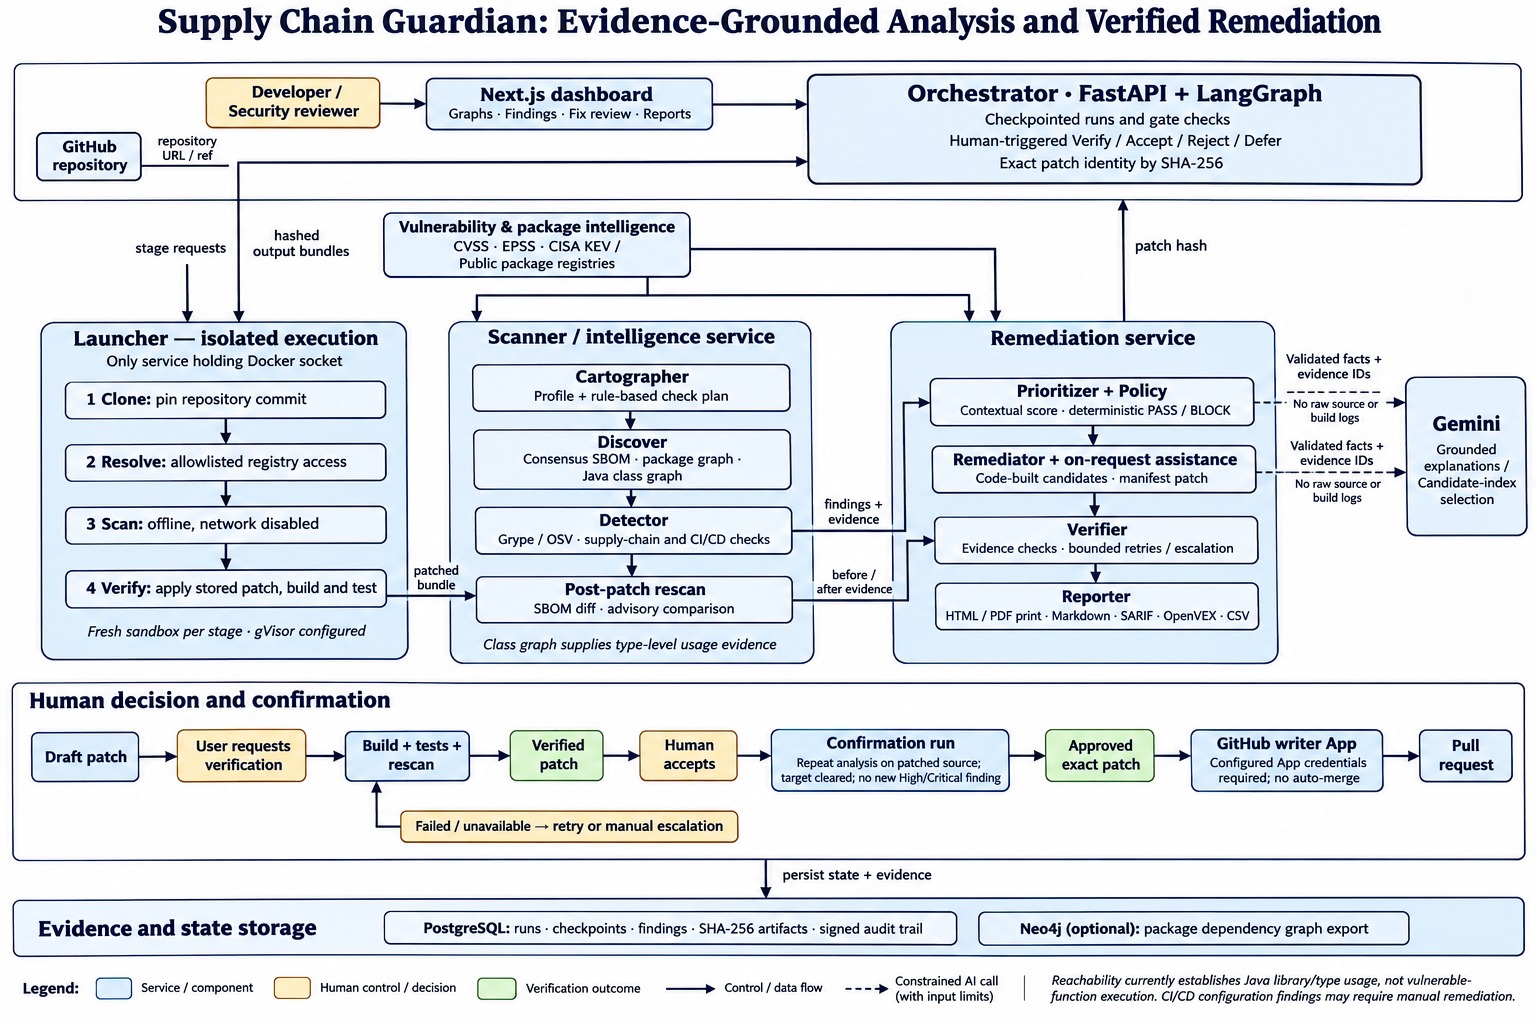 Supply Chain Guardian: Evidence-Grounded Analysis and Verified Remediation
Developer /
Security reviewer
Next.js dashboard
Graphs · Findings · Fix review · Reports
Orchestrator · FastAPI + LangGraph
Checkpointed runs and gate checks
Human-triggered Verify / Accept / Reject / Defer
Exact patch identity by SHA-256
GitHub
repository
repository
URL / ref
stage requests
hashed
output bundles
Vulnerability & package intelligence
CVSS · EPSS · CISA KEV /
Public package registries
patch hash
Launcher — isolated execution
Only service holding Docker socket
1 Clone: pin repository commit
2 Resolve: allowlisted registry access
3 Scan: offline, network disabled
4 Verify: apply stored patch, build and test
Fresh sandbox per stage · gVisor configured
patched
bundle
Scanner / intelligence service
Cartographer
Profile + rule-based check plan
Discover
Consensus SBOM · package graph ·
Java class graph
Detector
Grype / OSV · supply-chain and CI/CD checks
Post-patch rescan
SBOM diff · advisory comparison
Class graph supplies type-level usage evidence
findings +
evidence
before /
after evidence
Remediation service
Prioritizer + Policy
Contextual score · deterministic PASS / BLOCK
Remediator + on-request assistance
Code-built candidates · manifest patch
Verifier
Evidence checks · bounded retries / escalation
Reporter
HTML / PDF print · Markdown · SARIF · OpenVEX · CSV
Validated facts +
evidence IDs
No raw source or
build logs
Validated facts +
evidence IDs
No raw source or
build logs
Gemini
Grounded
explanations /
Candidate-index
selection
Human decision and confirmation
Draft patch
User requests
verification
Build + tests +
rescan
Verified
patch
Human
accepts
Confirmation run
Repeat analysis on patched source;
target cleared; no new High/Critical finding
Approved
exact patch
GitHub writer App
Configured App credentials
required; no auto-merge
Pull
request
Failed / unavailable → retry or manual escalation
persist state + evidence
Evidence and state storage
PostgreSQL: runs · checkpoints · findings · SHA-256 artifacts · signed audit trail
Neo4j (optional): package dependency graph export
Legend:
Service / component
Human control / decision
Verification outcome
Control / data flow
Constrained AI call
(with input limits)
Reachability currently establishes Java library/type usage, not vulnerable-
function execution. CI/CD configuration findings may require manual remediation.